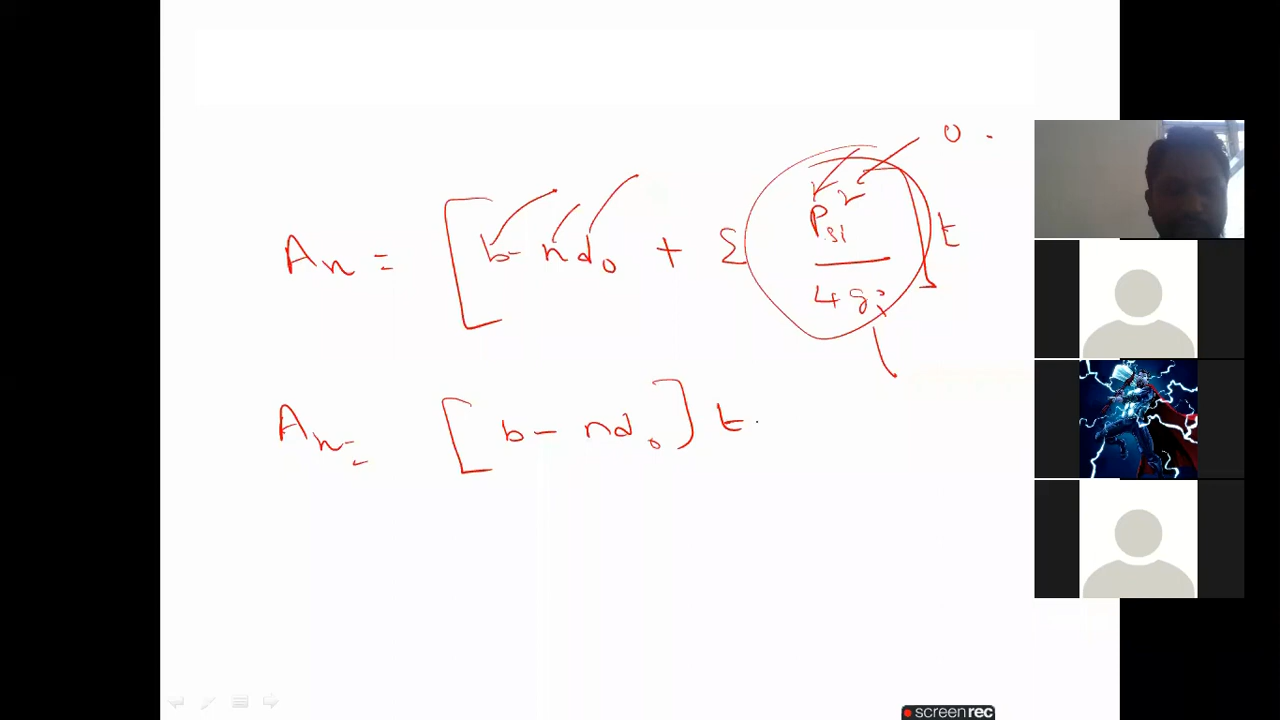 0.
An = [b - nd₀ + Σ Psi² / 4gi] t
An = [b - nd₀] t.
screenrec